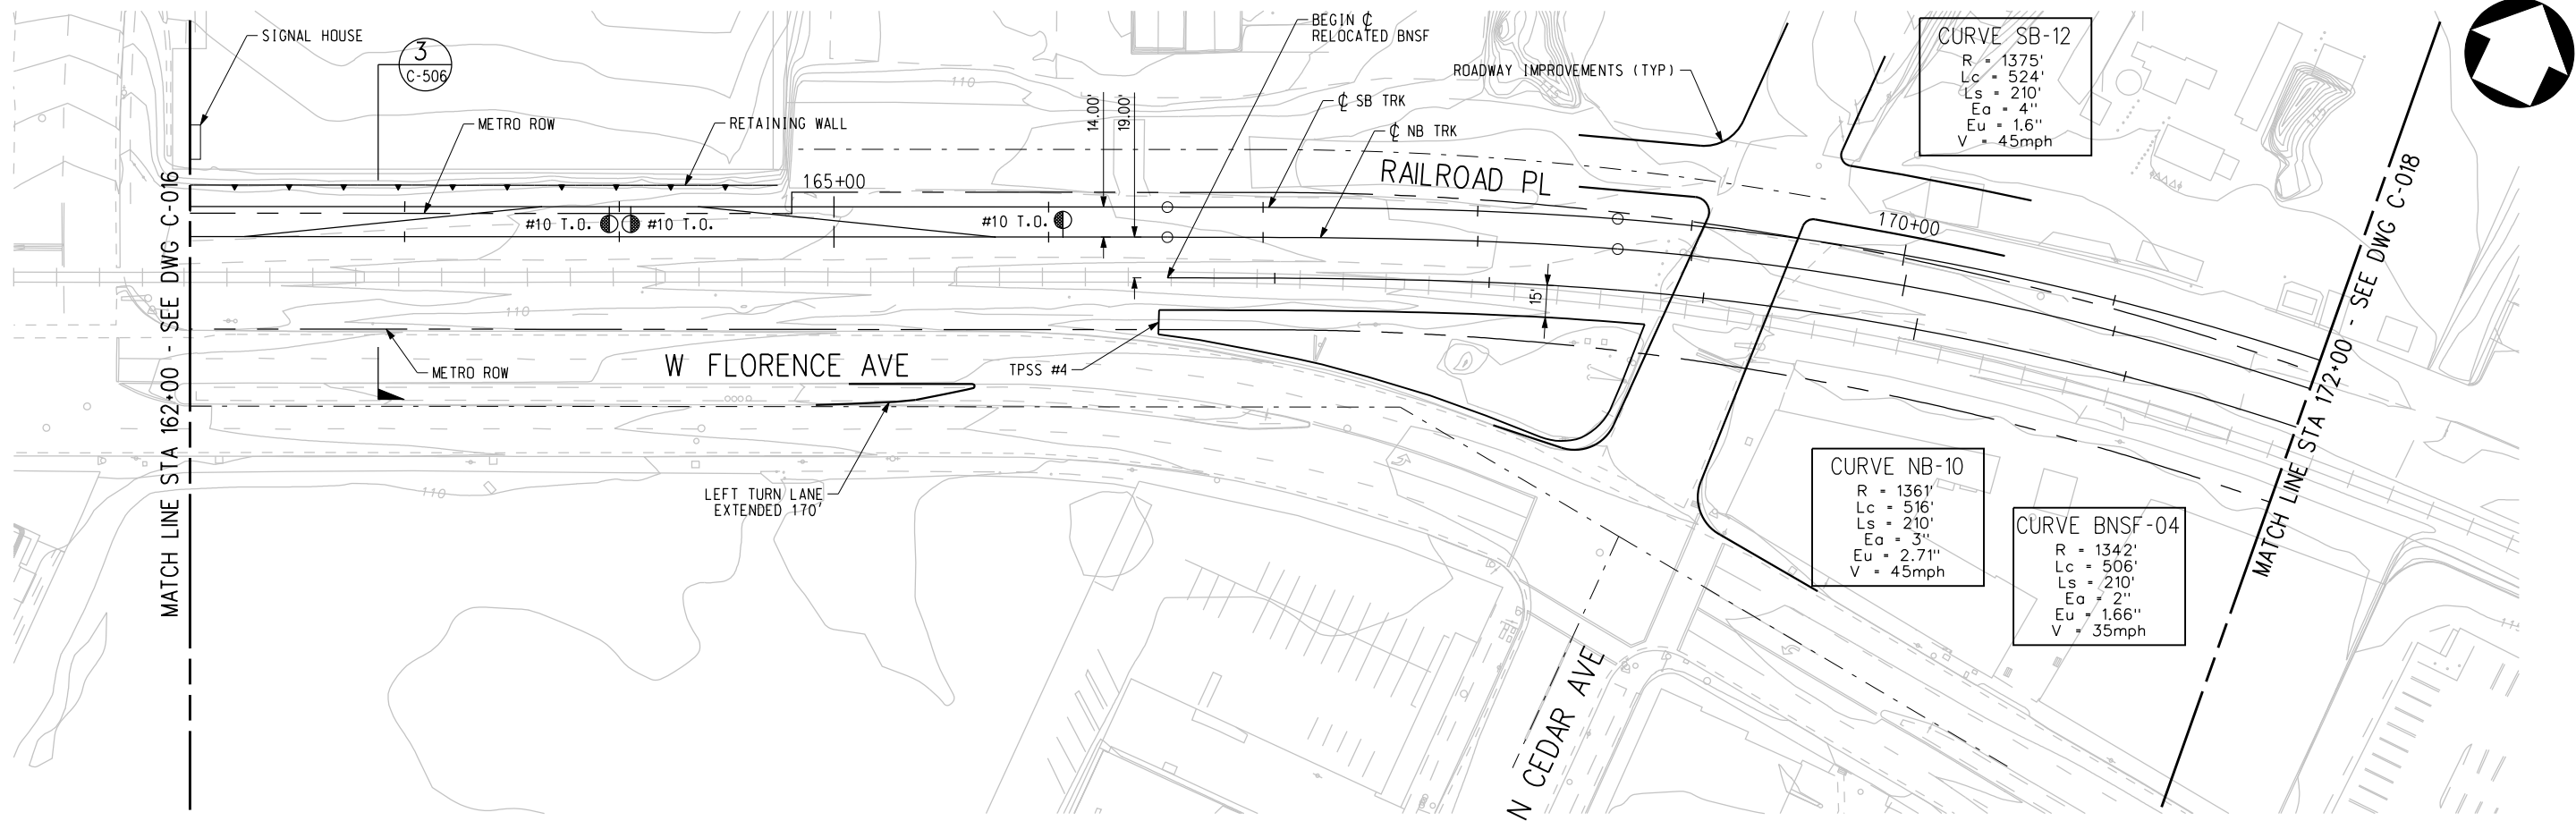 SIGNAL HOUSE
3
C-506
METRO ROW
RETAINING WALL
BEGIN ℄
RELOCATED BNSF
ROADWAY IMPROVEMENTS (TYP)
℄ SB TRK
℄ NB TRK
14.00'
19.00'
CURVE SB-12
R = 1375'
Lc = 524'
Ls = 210'
Ea = 4''
Eu = 1.6''
V = 45mph
110
165+00
RAILROAD PL
#10 T.O.
#10 T.O.
#10 T.O.
170+00
15'
110
METRO ROW
W FLORENCE AVE
TPSS #4
LEFT TURN LANE
EXTENDED 170'
110
MATCH LINE STA 162+00 - SEE DWG C-016
MATCH LINE STA 172+00 - SEE DWG C-018
CURVE NB-10
R = 1361'
Lc = 516'
Ls = 210'
Ea = 3''
Eu = 2.71''
V = 45mph
CURVE BNSF-04
R = 1342'
Lc = 506'
Ls = 210'
Ea = 2''
Eu = 1.66''
V = 35mph
N CEDAR AVE